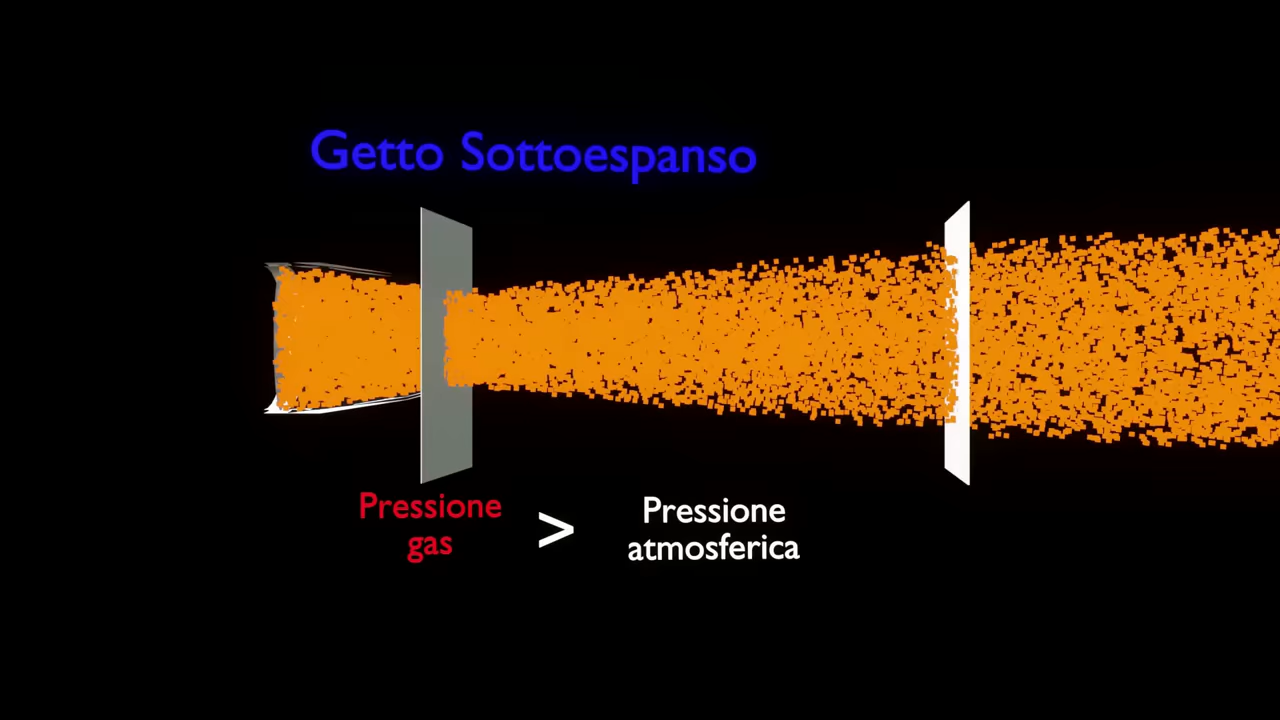 Getto Sottoespanso
Pressione
gas
>
Pressione
atmosferica